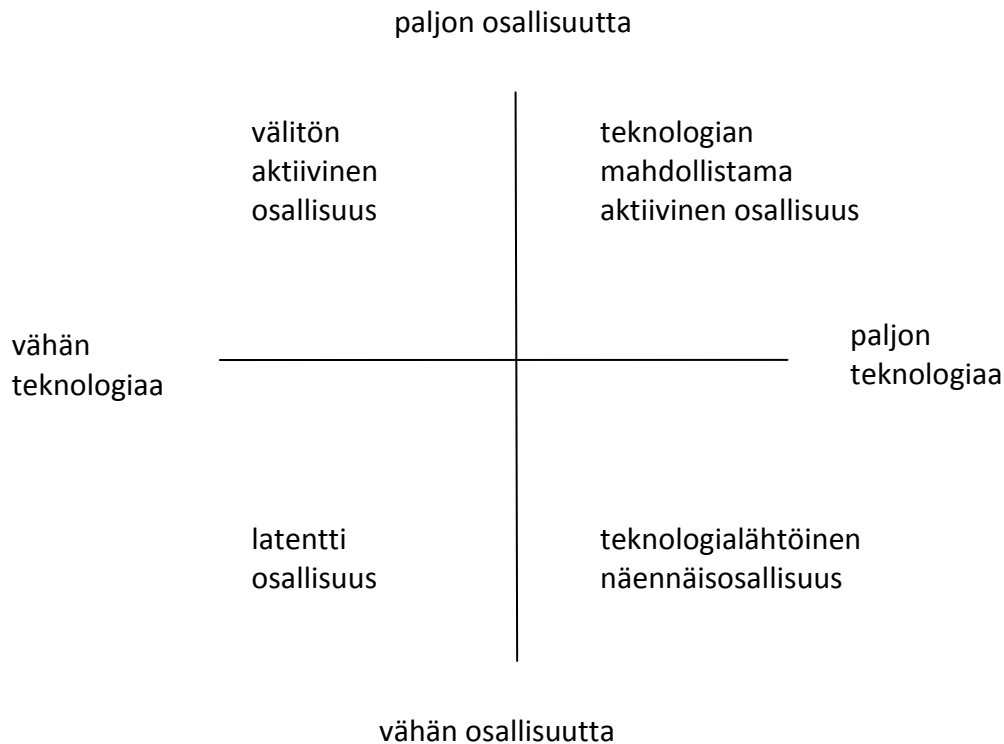 paljon osallisuutta
välitön
aktiivinen
osallisuus
teknologian
mahdollistama
aktiivinen osallisuus
vähän
teknologiaa
paljon
teknologiaa
latentti
osallisuus
teknologialähtöinen
näennäisosallisuus
vähän osallisuutta